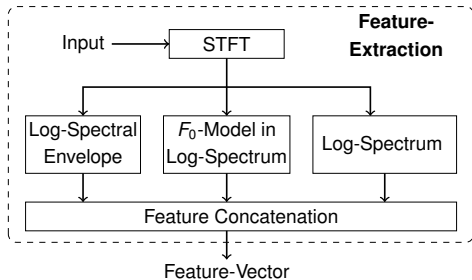 Feature-
Extraction
Input
STFT
Log-Spectral
Envelope
F0-Model in
Log-Spectrum
Log-Spectrum
Feature Concatenation
Feature-Vector